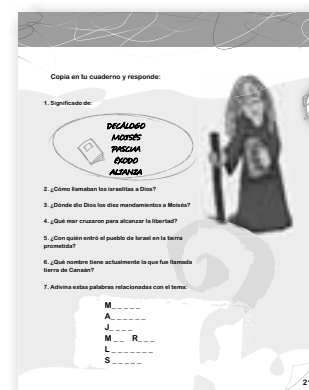 Copia en tu cuaderno y responde:
1. Significado de:
DECÁLOGO
MOISÉS
PASCUA
ÉXODO
ALIANZA
2. ¿Cómo llamaban los israelitas a Dios?
3. ¿Dónde dio Dios los diez mandamientos a Moisés?
4. ¿Qué mar cruzaron para alcanzar la libertad?
5. ¿Con quién entró el pueblo de Israel en la tierra
prometida?
6. ¿Qué nombre tiene actualmente la que fue llamada
tierra de Canaán?
7. Adivina estas palabras relacionadas con el tema:
M_ _ _ _ _
A_ _ _ _ _ _
J_ _ _ _
M _ _ R_ _ _
L _ _ _ _ _ _ _
S _ _ _ _ _